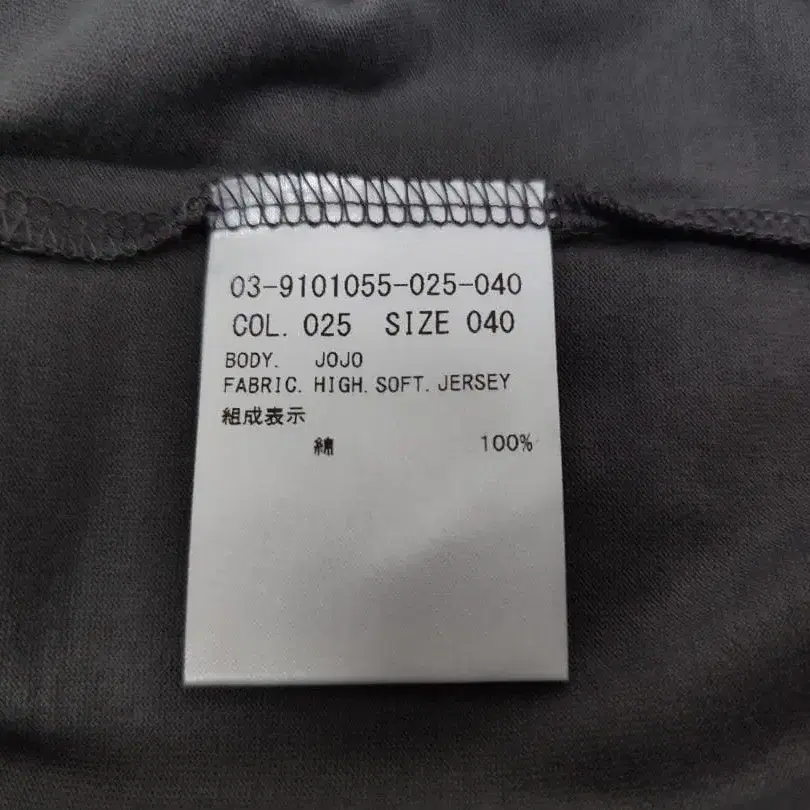 03-9101055-025-040
COL. 025 SIZE 040
BODY. JOJO
FABRIC. HIGH. SOFT. JERSEY
組成表示
綿 100%